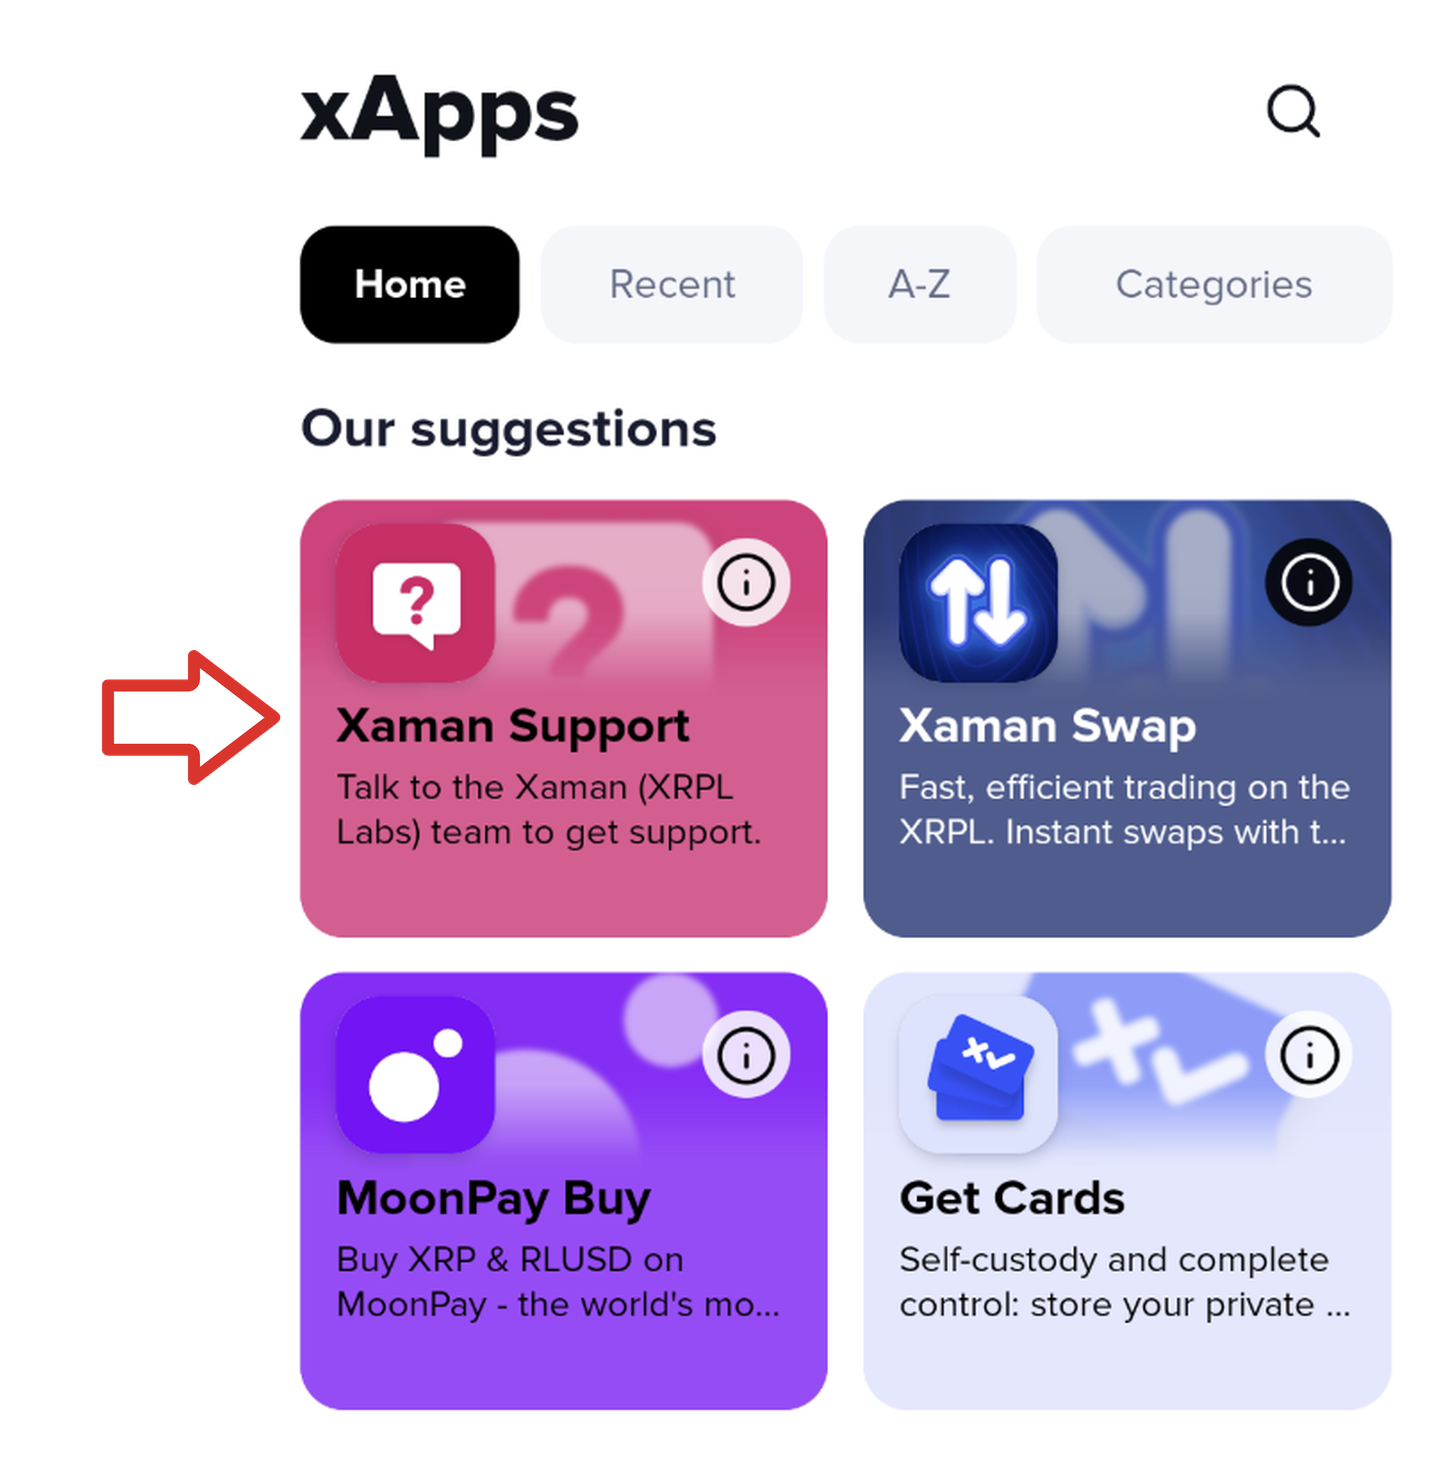 xApps
Home
Recent
A-Z
Categories
Our suggestions
Xaman Support
Talk to the Xaman (XRPL
Labs) team to get support.
Xaman Swap
Fast, efficient trading on the
XRPL. Instant swaps with t...
MoonPay Buy
Buy XRP & RLUSD on
MoonPay - the world's mo...
Get Cards
Self-custody and complete
control: store your private ...